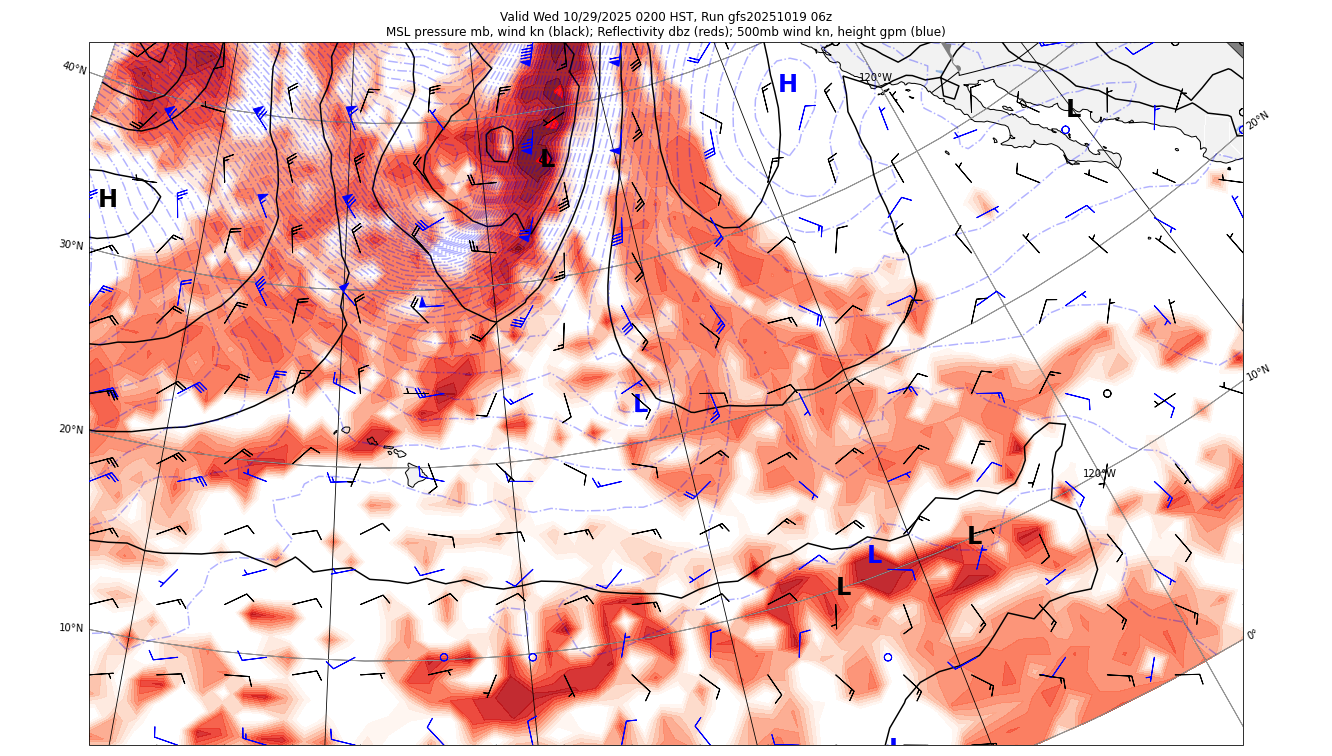 Valid Wed 10/29/2025 0200 HST, Run gfs20251019 06z
MSL pressure mb, wind kn (black); Reflectivity dbz (reds); 500mb wind kn, height gpm (blue)
40°N
120°W
H
L
20°N
L
H
30°N
10°N
L
20°N
120°W
L
L
L
10°N
0°
L